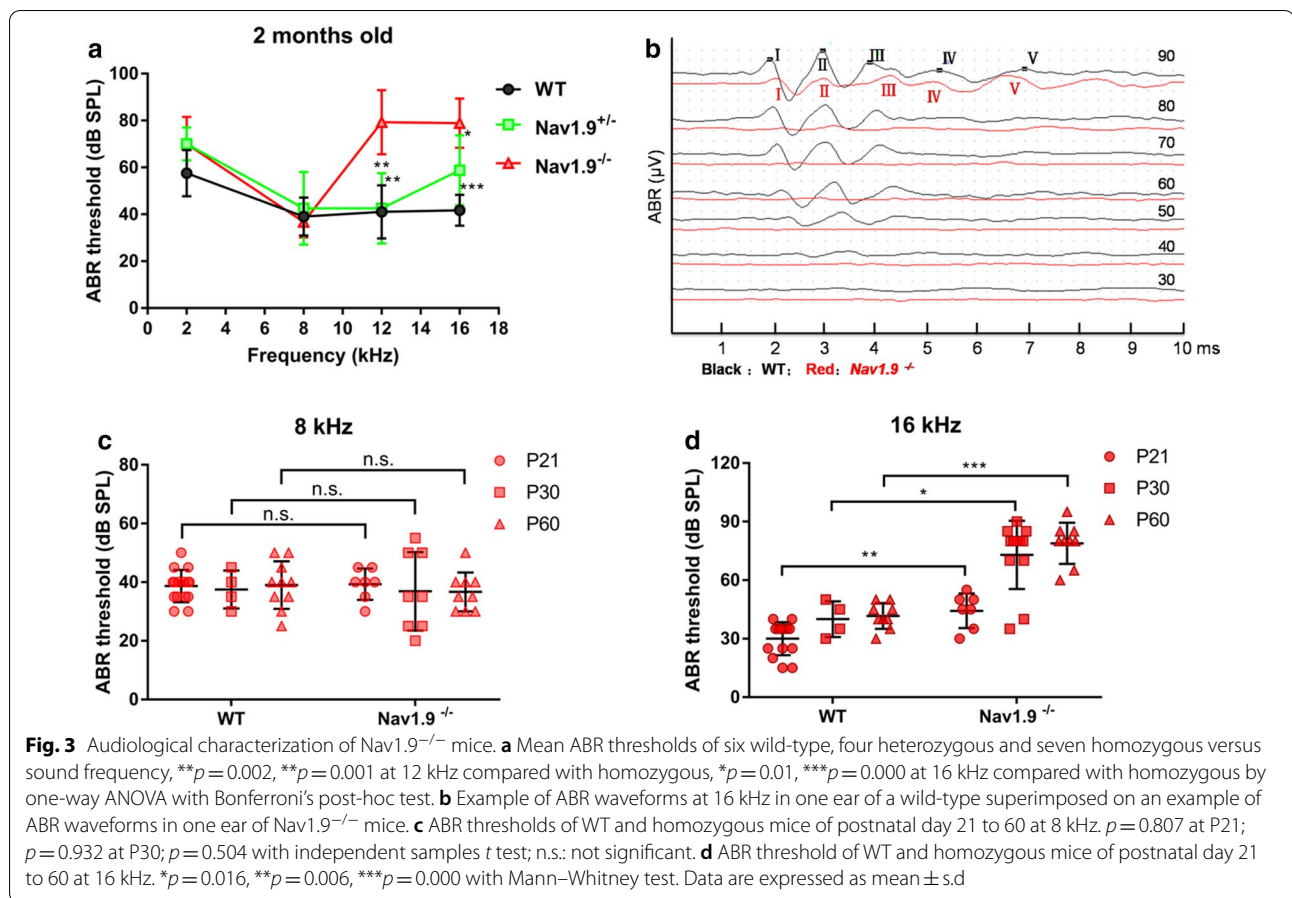 a
2 months old
100
80
60
40
20
0
ABR threshold (dB SPL)
WT
Nav1.9+/-
Nav1.9-/-
**
**
*
***
0 2 4 6 8 10 12 14 16 18
Frequency (kHz)
b
I II III IV V 90
I II III IV V
80
70
60
50
40
30
ABR (µV)
1 2 3 4 5 6 7 8 9 10 ms
Black : WT; Red: Nav1.9 -/-
c
8 kHz
80
60
40
20
0
ABR threshold (dB SPL)
n.s.
n.s.
n.s.
P21
P30
P60
WT Nav1.9 -/-
d
16 kHz
120
90
60
30
0
ABR threshold (dB SPL)
***
*
**
P21
P30
P60
WT Nav1.9 -/-
Fig. 3 Audiological characterization of Nav1.9−/− mice. a Mean ABR thresholds of six wild-type, four heterozygous and seven homozygous versus
sound frequency, **p = 0.002, **p = 0.001 at 12 kHz compared with homozygous, *p = 0.01, ***p = 0.000 at 16 kHz compared with homozygous by
one-way ANOVA with Bonferroni's post-hoc test. b Example of ABR waveforms at 16 kHz in one ear of a wild-type superimposed on an example of
ABR waveforms in one ear of Nav1.9−/− mice. c ABR thresholds of WT and homozygous mice of postnatal day 21 to 60 at 8 kHz. p = 0.807 at P21;
p = 0.932 at P30; p = 0.504 with independent samples t test; n.s.: not significant. d ABR threshold of WT and homozygous mice of postnatal day 21
to 60 at 16 kHz. *p = 0.016, **p = 0.006, ***p = 0.000 with Mann–Whitney test. Data are expressed as mean ± s.d